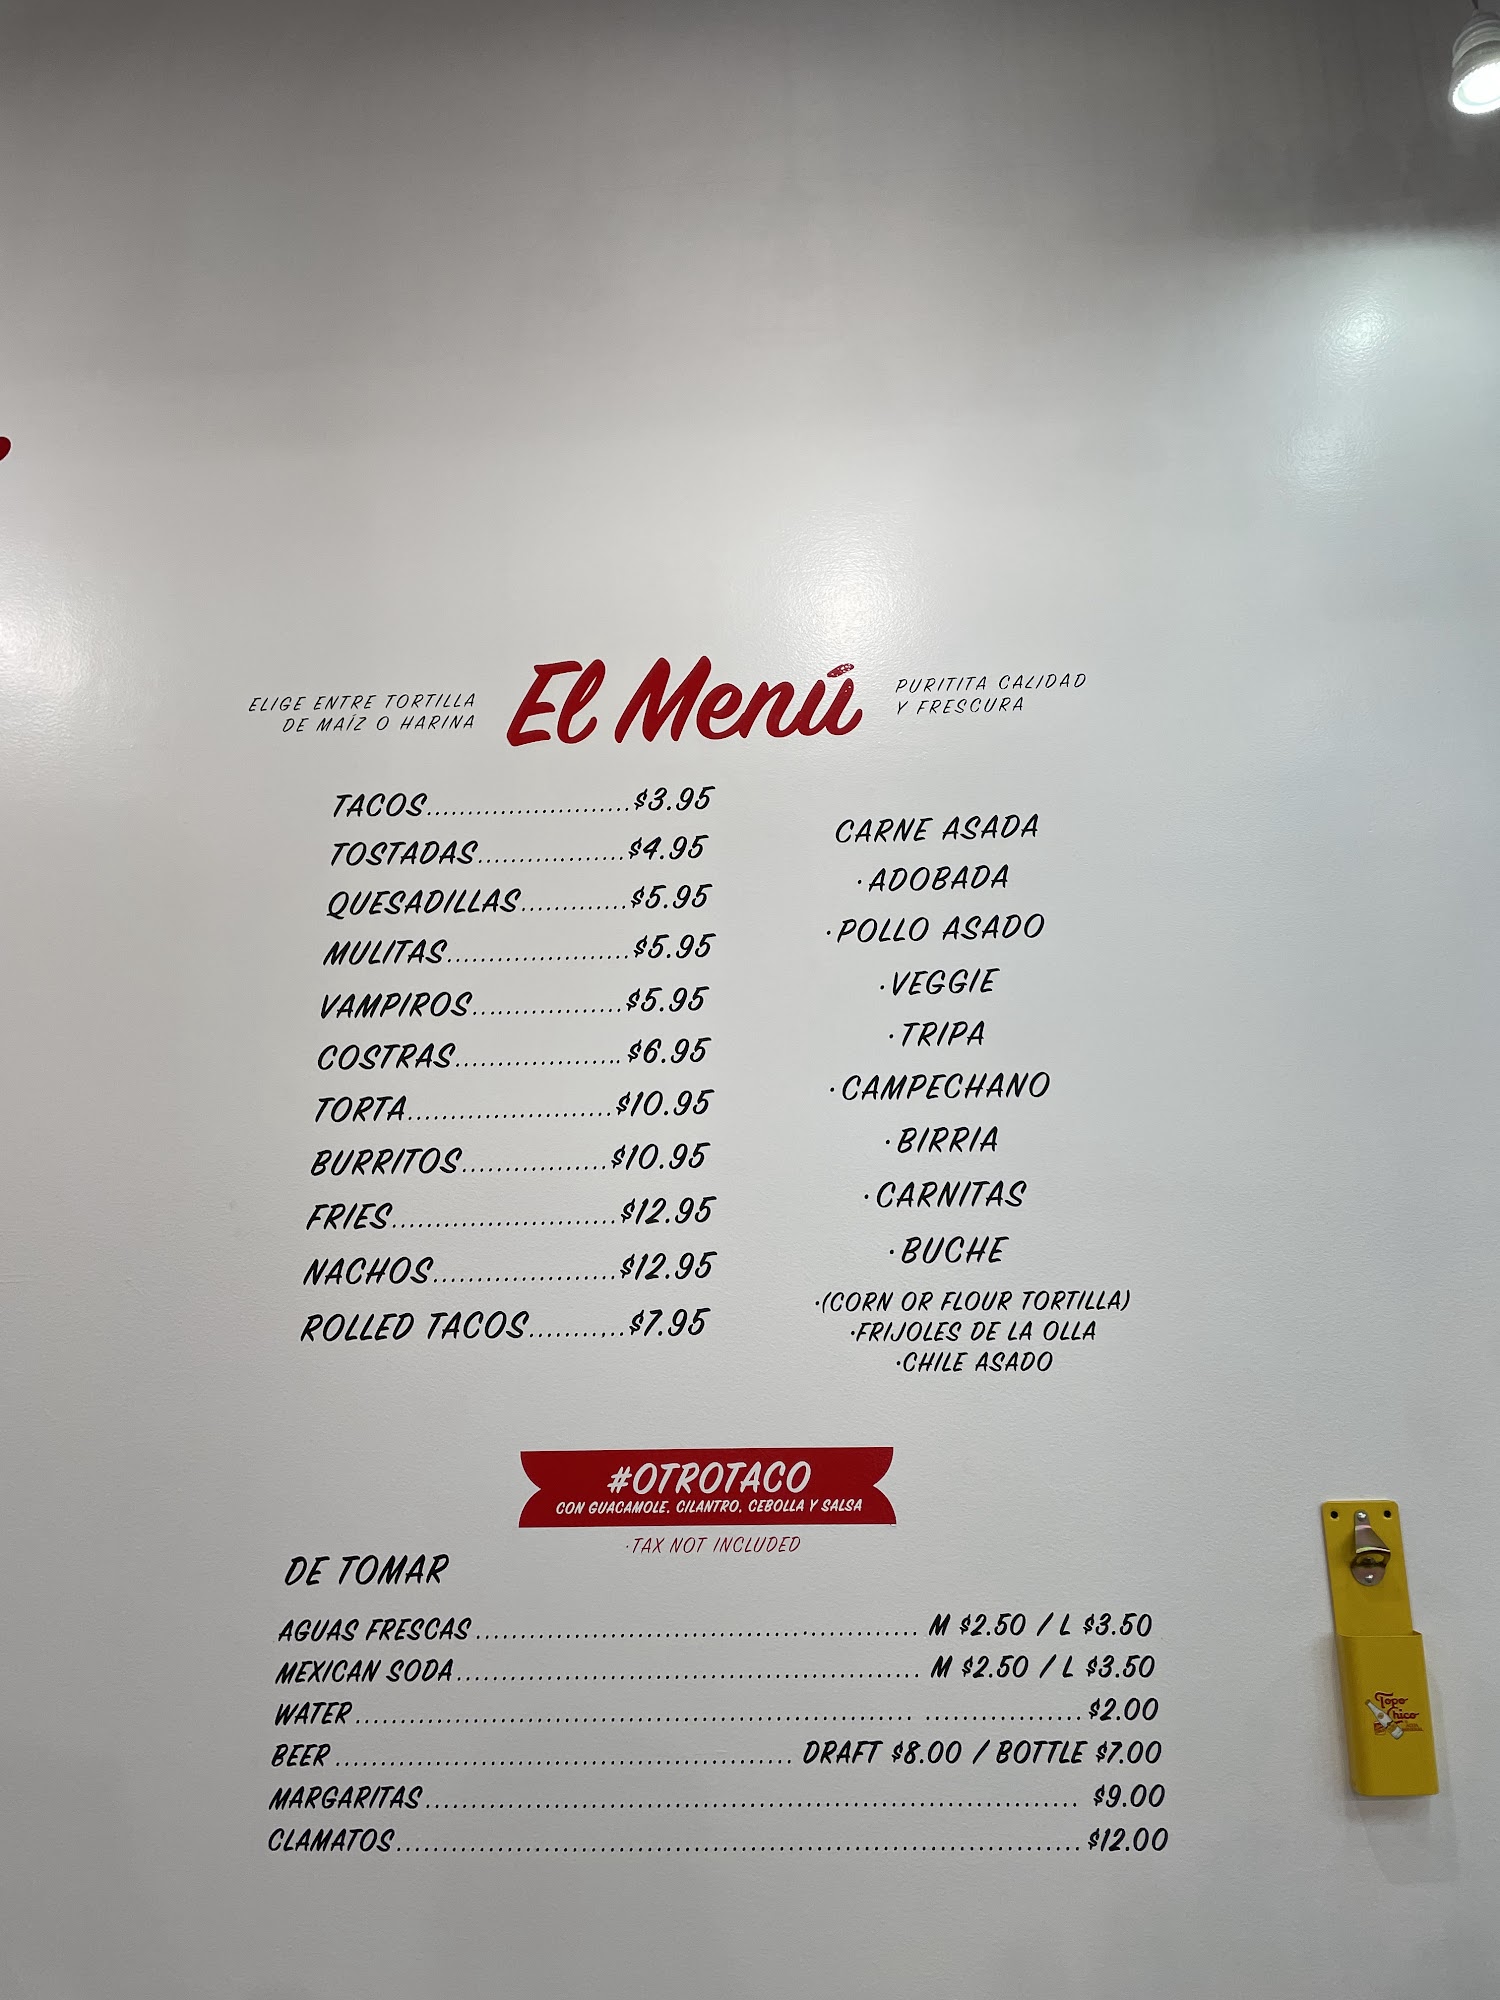 ELIGE ENTRE TORTILLA
DE MAÍZ O HARINA
El Menú
PURITITA CALIDAD
Y FRESCURA
TACOS.........................$3.95
TOSTADAS..................$4.95
QUESADILLAS.............$5.95
MULITAS......................$5.95
VAMPIROS..................$5.95
COSTRAS....................$6.95
TORTA.........................$10.95
BURRITOS..................$10.95
FRIES...........................$12.95
NACHOS......................$12.95
ROLLED TACOS............$7.95
CARNE ASADA
·ADOBADA
·POLLO ASADO
·VEGGIE
·TRIPA
·CAMPECHANO
·BIRRIA
·CARNITAS
·BUCHE
·(CORN OR FLOUR TORTILLA)
·FRIJOLES DE LA OLLA
·CHILE ASADO
#OTROTACO
CON GUACAMOLE, CILANTRO, CEBOLLA Y SALSA
·TAX NOT INCLUDED
DE TOMAR
AGUAS FRESCAS.................................................. M $2.50 / L $3.50
MEXICAN SODA.................................................... M $2.50 / L $3.50
WATER.................................................................................$2.00
BEER.................................................... DRAFT $8.00 / BOTTLE $7.00
MARGARITAS......................................................................... $9.00
CLAMATOS.............................................................................$12.00
Topo
Chico